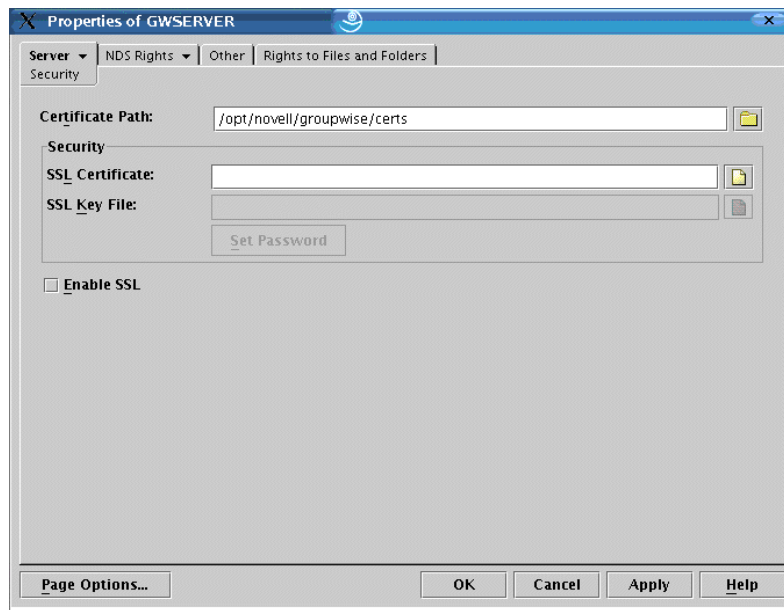 Properties of GWSERVER
Server NDS Rights Other Rights to Files and Folders
Security
Certificate Path: /opt/novell/groupwise/certs
Security
SSL Certificate:
SSL Key File:
Set Password
Enable SSL
Page Options... OK Cancel Apply Help